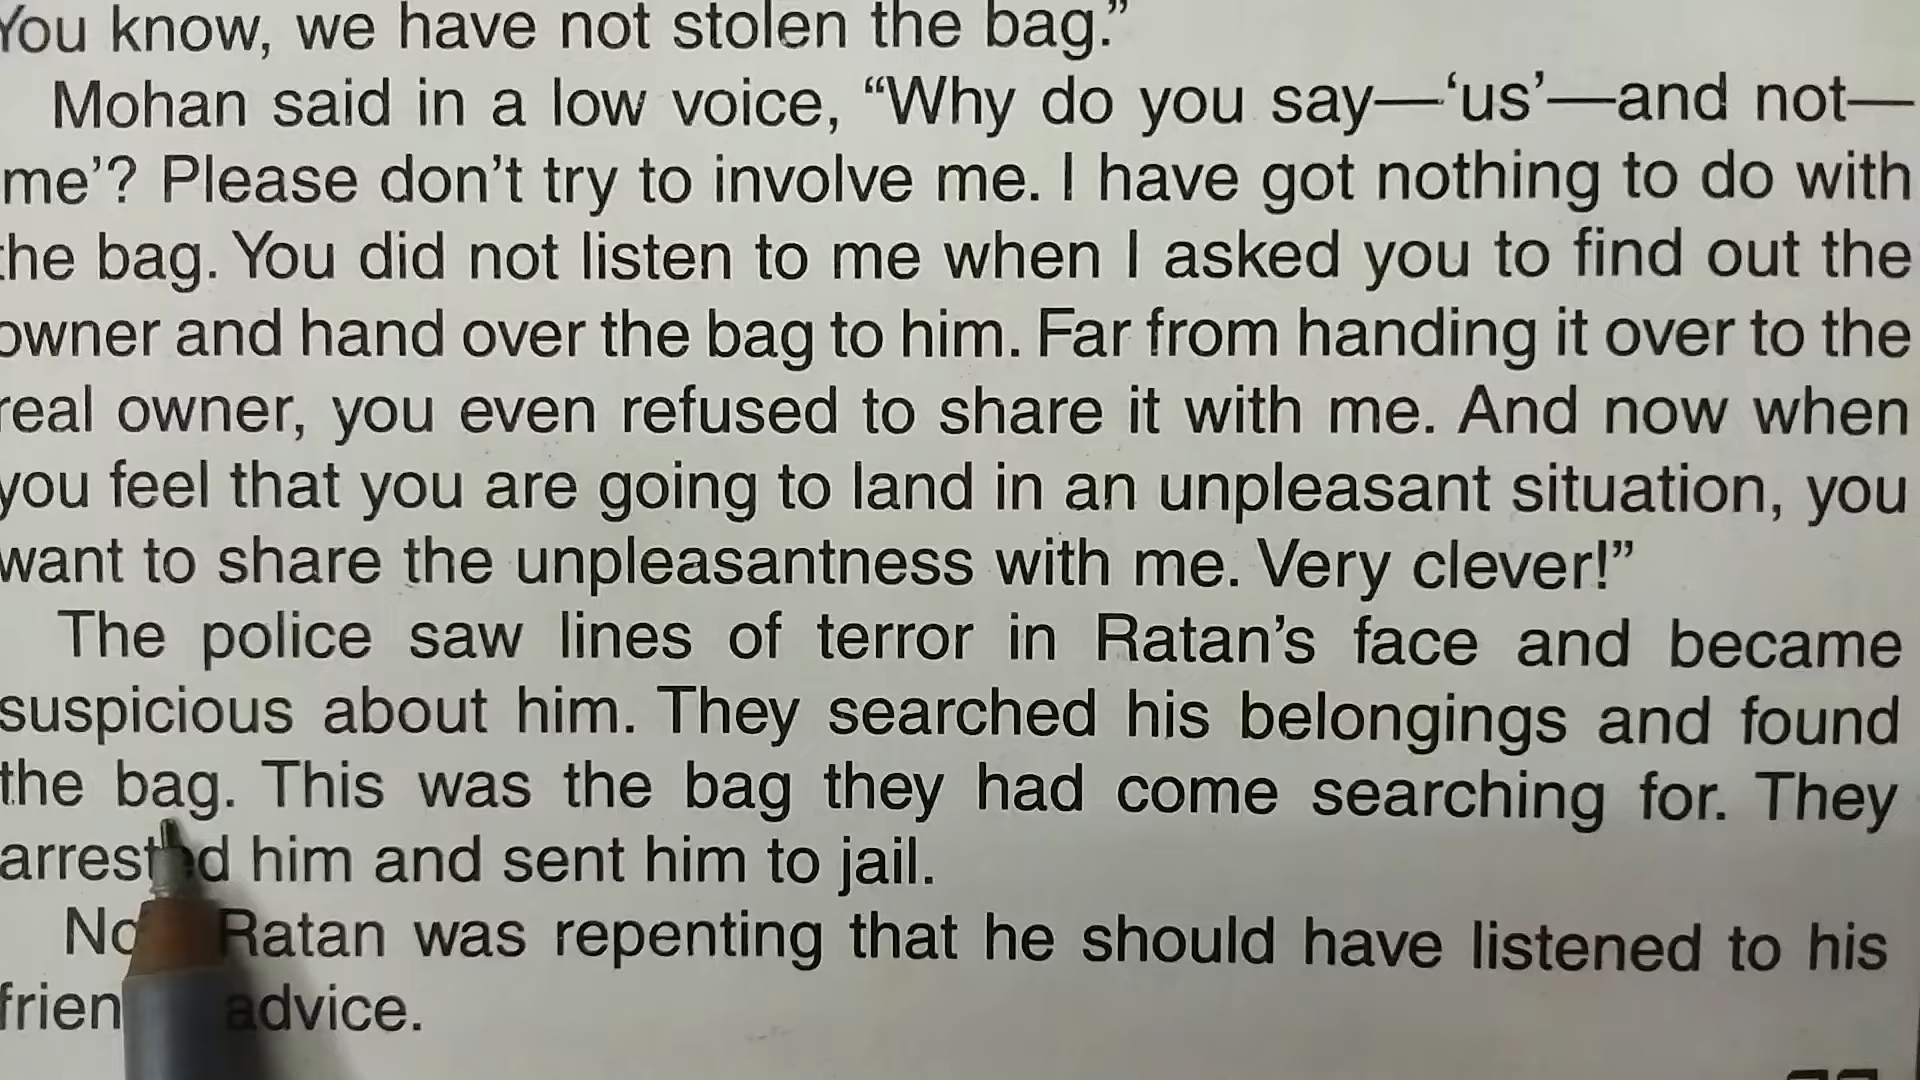 You know, we have not stolen the bag.”
Mohan said in a low voice, “Why do you say—‘us’—and not—
me’? Please don’t try to involve me. I have got nothing to do with
the bag. You did not listen to me when I asked you to find out the
owner and hand over the bag to him. Far from handing it over to the
real owner, you even refused to share it with me. And now when
you feel that you are going to land in an unpleasant situation, you
want to share the unpleasantness with me. Very clever!”
The police saw lines of terror in Ratan’s face and became
suspicious about him. They searched his belongings and found
the bag. This was the bag they had come searching for. They
arrested him and sent him to jail.
Ratan was repenting that he should have listened to his
advice.